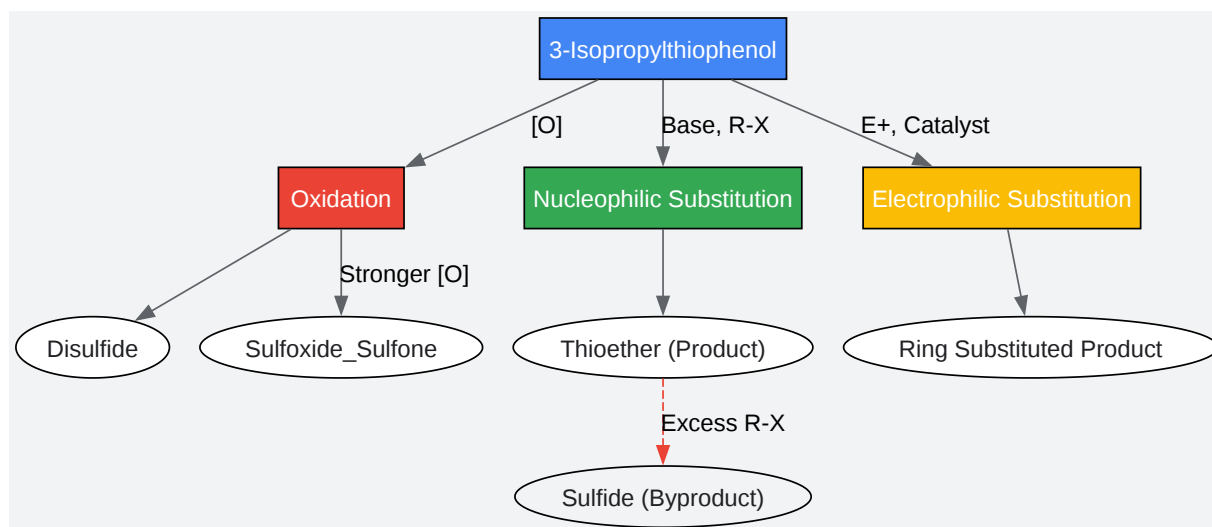 3-Isopropylthiophenol
[O]
Base, R-X
E+, Catalyst
Oxidation
Nucleophilic Substitution
Electrophilic Substitution
Stronger [O]
Disulfide
Sulfoxide_Sulfone
Thioether (Product)
Ring Substituted Product
Excess R-X
Sulfide (Byproduct)